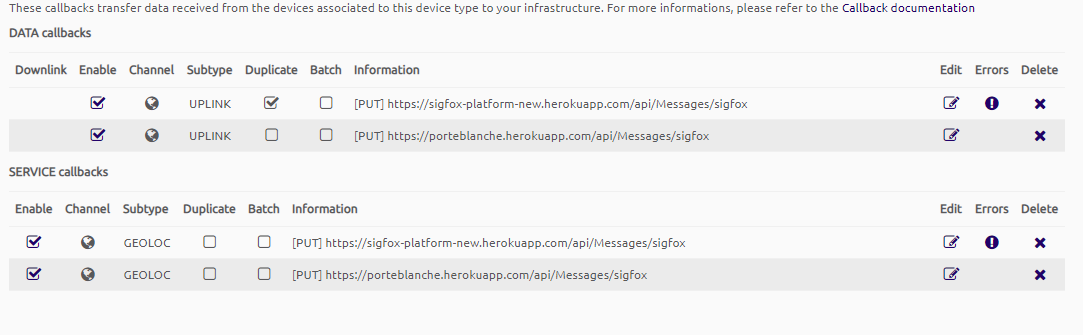 These callbacks transfer data received from the devices associated to this device type to your infrastructure. For more informations, please refer to the Callback documentation
DATA callbacks
Downlink Enable Channel Subtype Duplicate Batch Information Edit Errors Delete
UPLINK [PUT] https://sigfox-platform-new.herokuapp.com/api/Messages/sigfox
UPLINK [PUT] https://porteblanche.herokuapp.com/api/Messages/sigfox
SERVICE callbacks
Enable Channel Subtype Duplicate Batch Information Edit Errors Delete
GEOLOC [PUT] https://sigfox-platform-new.herokuapp.com/api/Messages/sigfox
GEOLOC [PUT] https://porteblanche.herokuapp.com/api/Messages/sigfox